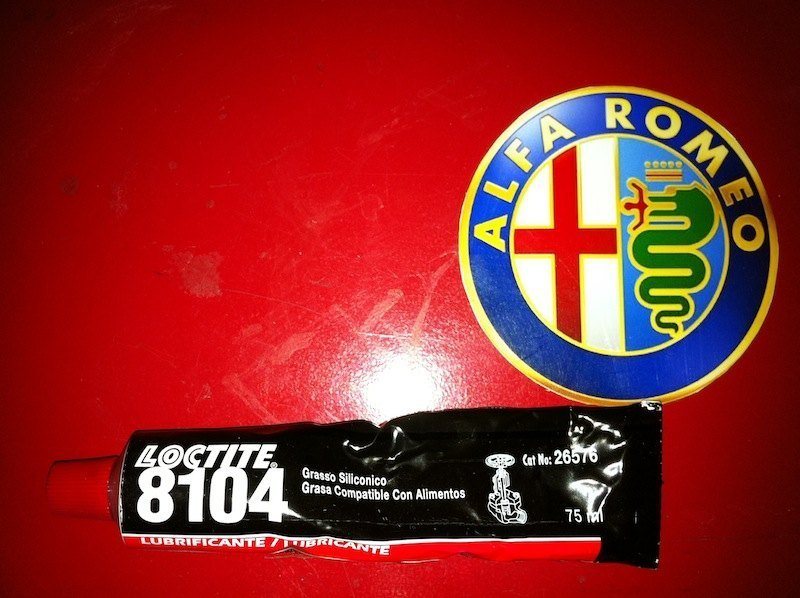 ALFA ROMEO
LOCTITE®
8104
Grasso Siliconico
Grasa Compatible Con Alimentos
Cat No: 26576
75 ml
LUBRIFICANTE / LUBRICANTE